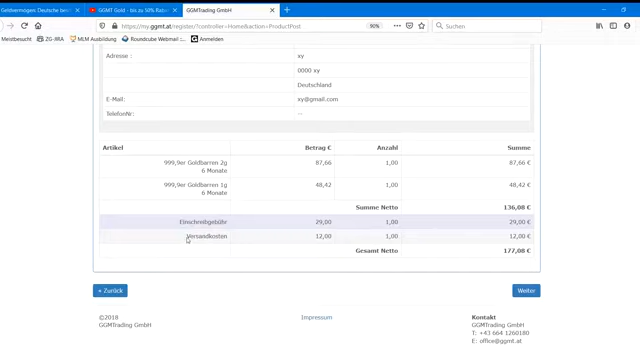 Geldvermögen: Deutsche besit
GGMT Gold - bis zu 50% Rabat
GGMTrading GmbH
https://my.ggmt.at/register/?controller=Home&action=ProductPost
90%
Suchen
Meistbesucht ZG-JIRA MLM Ausbildung Roundcube Webmail ::... Anmelden
Adresse : xy
0000 xy
Deutschland
E-Mail: xy@gmail.com
TelefonNr: --
Artikel Betrag € Anzahl Summe
999,9er Goldbarren 2g 87,66 1,00 87,66 €
6 Monate
999,9er Goldbarren 1g 48,42 1,00 48,42 €
6 Monate
Summe Netto 136,08 €
Einschreibgebühr 29,00 1,00 29,00 €
Versandkosten 12,00 1,00 12,00 €
Gesamt Netto 177,08 €
« Zurück
Weiter
©2018 Impressum Kontakt
GGMTrading GmbH GGMTrading GmbH
T: +43 664 1260180
E: office@ggmt.at